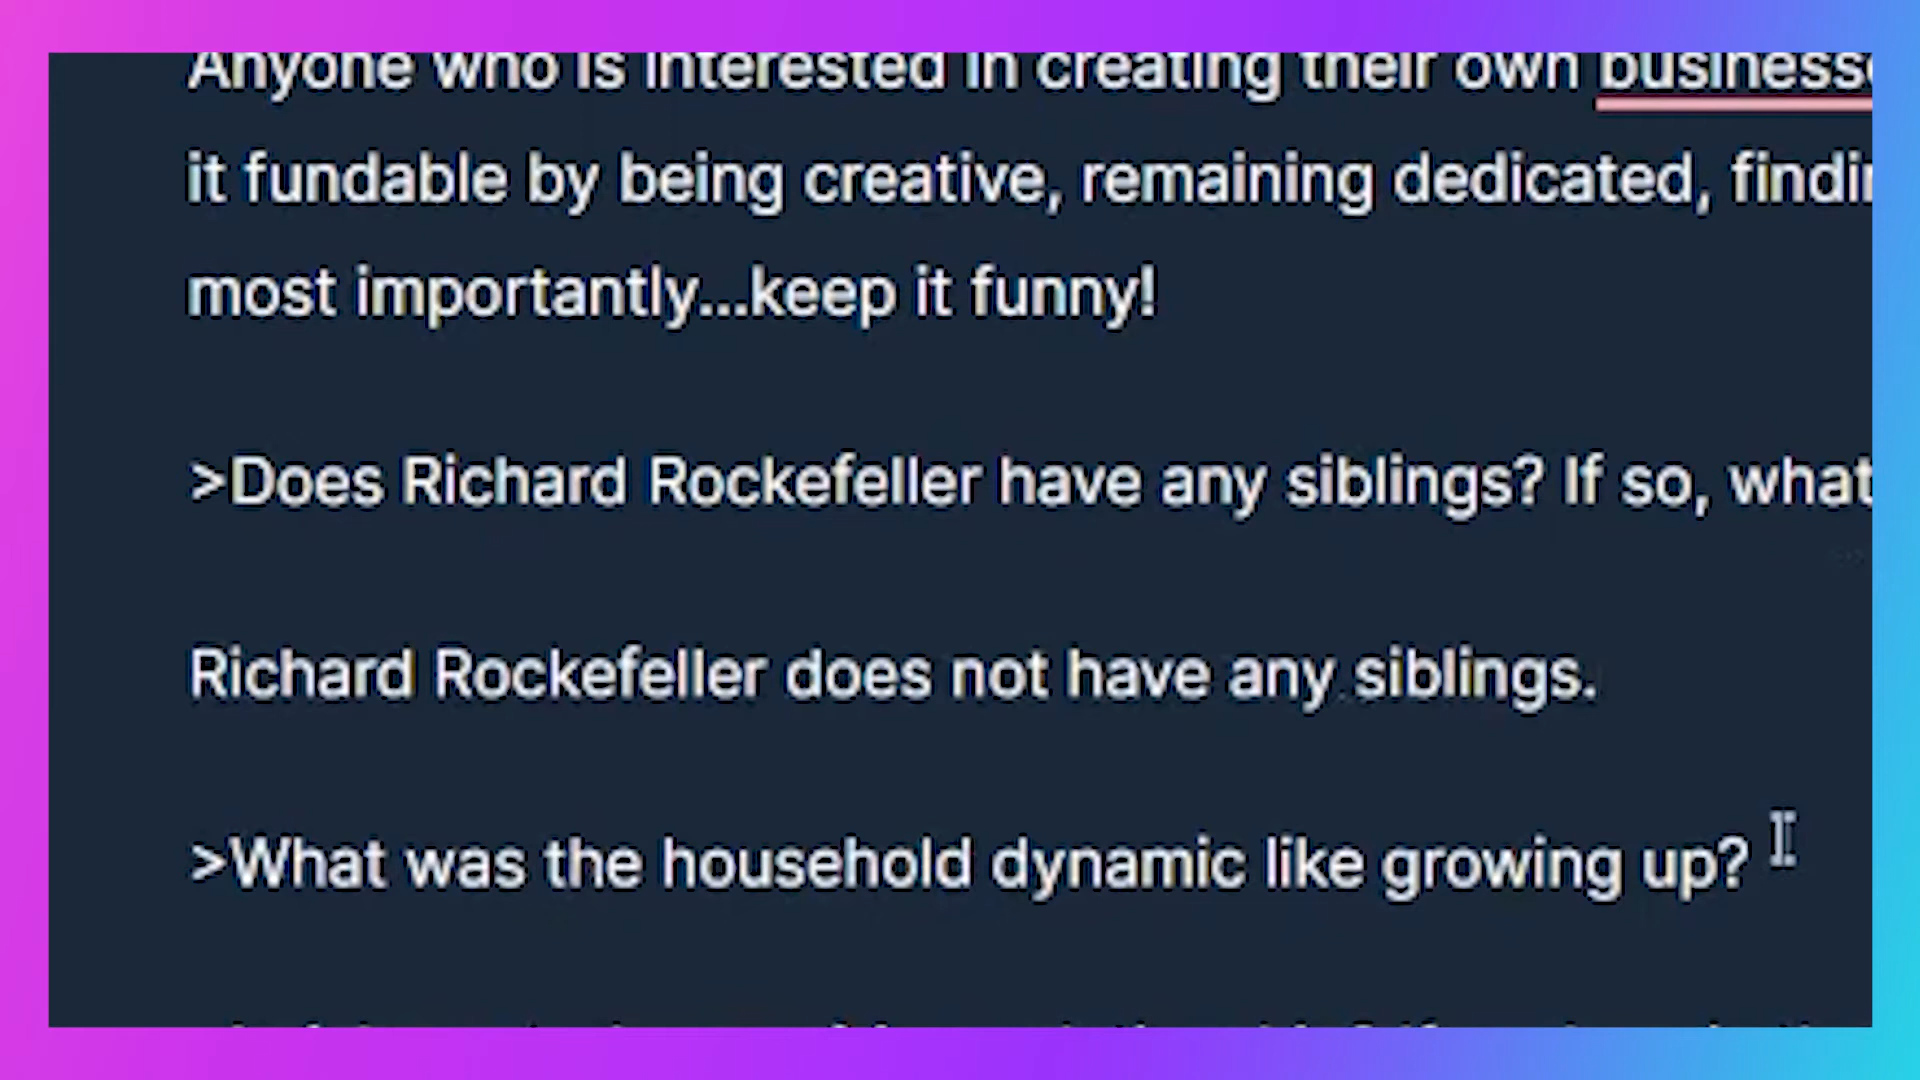 Anyone who is interested in creating their own
it fundable by being creative, remaining dedicated,
most importantly...keep it funny!
>Does Richard Rockefeller have any siblings? If so, what
Richard Rockefeller does not have any siblings.
>What was the household dynamic like growing up?